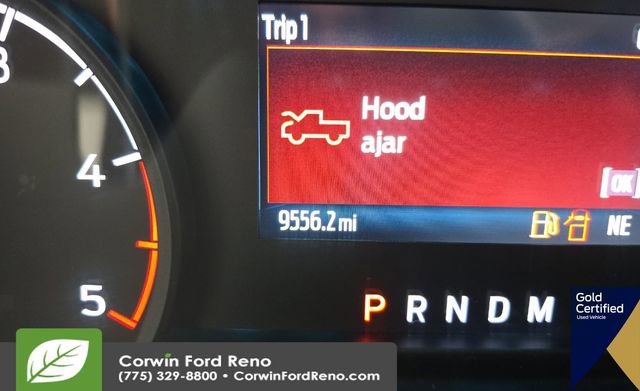 Trip 1
3
Hood
ajar
4
[OK]
9556.2 mi
NE
5
P R N D M
Gold
Certified
Used Vehicle
Corwin Ford Reno
(775) 329-8800 • CorwinFordReno.com